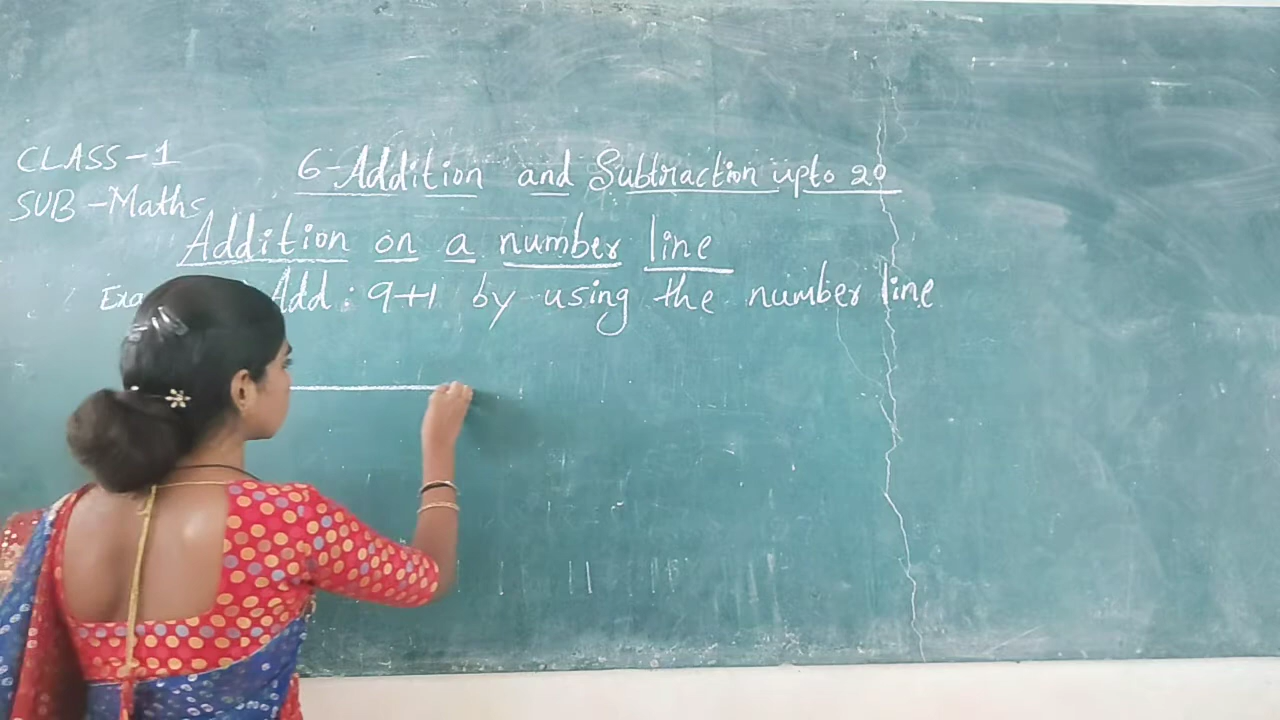 CLASS-1
6-Addition and Subtraction upto 20
SUB-Maths
Addition on a number line
Add: 9+1 by using the number line